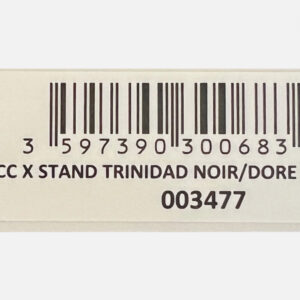 3 597390 300683
CC X STAND TRINIDAD NOIR/DORE
003477